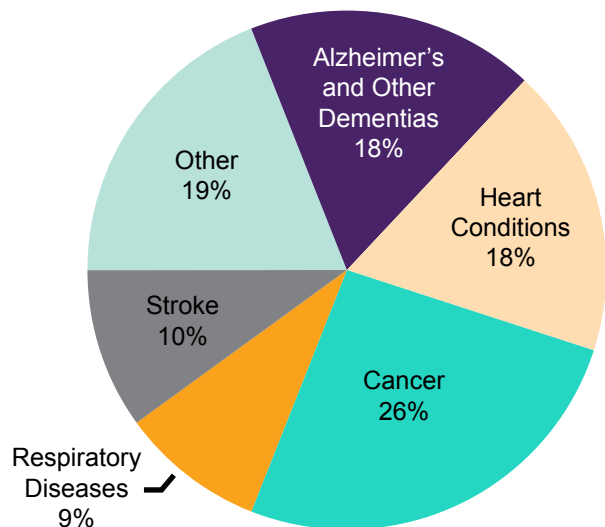 Alzheimer's
and Other
Dementias
18%
Heart
Conditions
18%
Cancer
26%
Respiratory
Diseases
9%
Stroke
10%
Other
19%